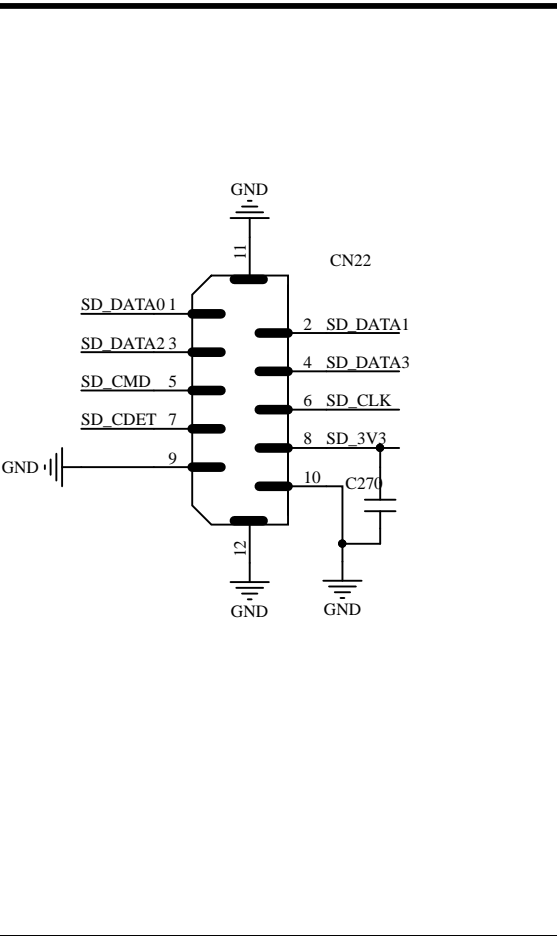 GND
11
CN22
SD_DATA0 1
2 SD_DATA1
SD_DATA2 3
4 SD_DATA3
SD_CMD 5
6 SD_CLK
SD_CDET 7
8 SD_3V3
GND 9
10 C270
12
GND
GND